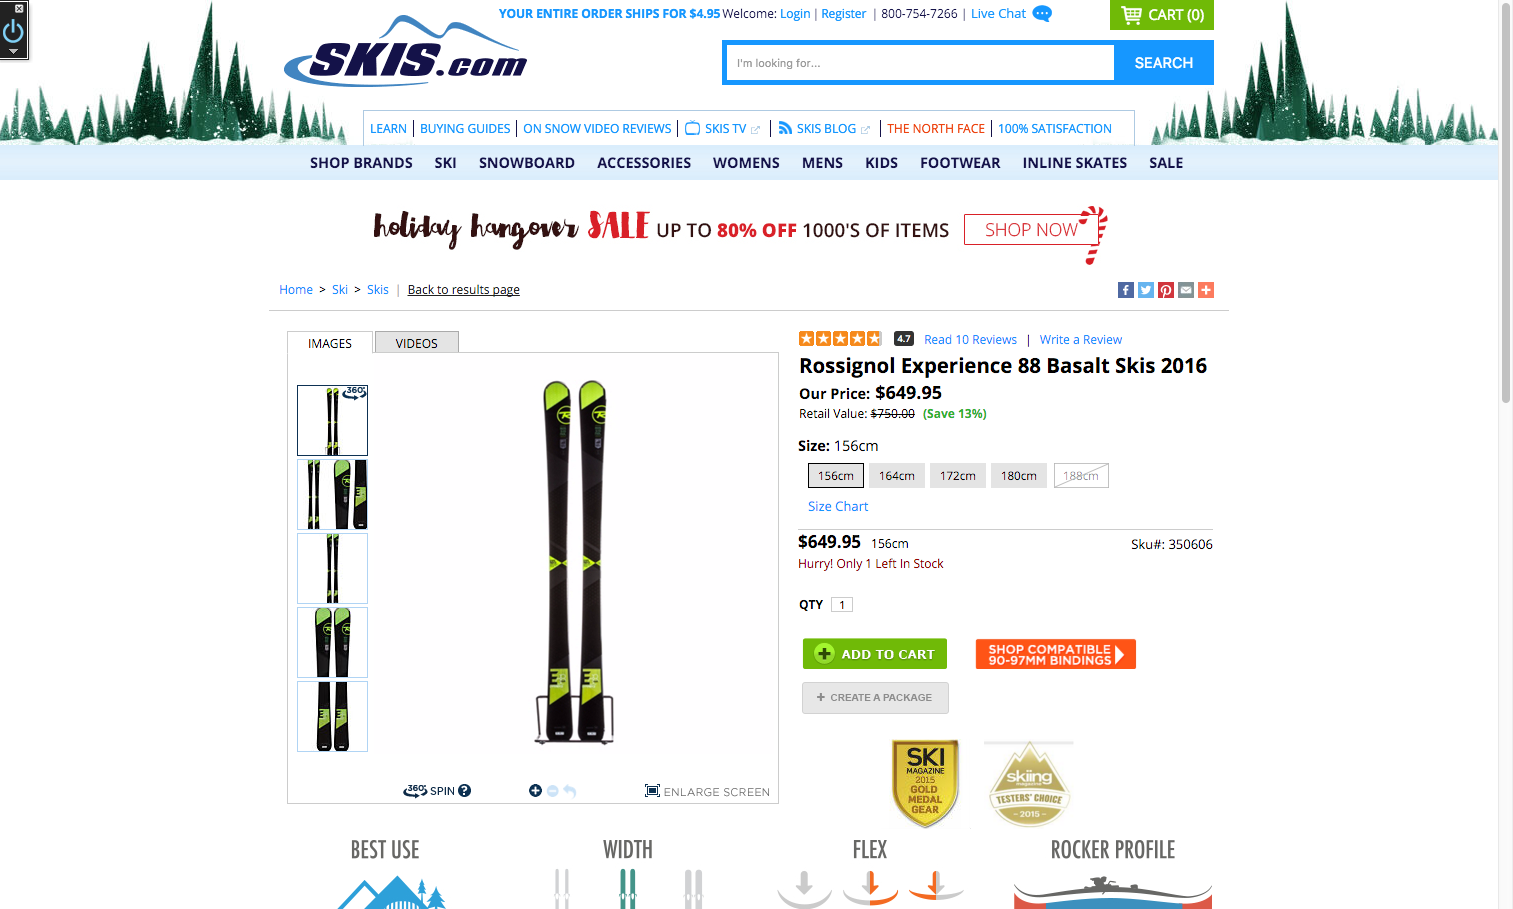 YOUR ENTIRE ORDER SHIPS FOR $4.95 Welcome: Login | Register | 800-754-7266 | Live Chat
CART (0)
SKIS.com
I'm looking for...
SEARCH
LEARN | BUYING GUIDES | ON SNOW VIDEO REVIEWS | SKIS TV | SKIS BLOG | THE NORTH FACE | 100% SATISFACTION
SHOP BRANDS SKI SNOWBOARD ACCESSORIES WOMENS MENS KIDS FOOTWEAR INLINE SKATES SALE
holiday hangover SALE UP TO 80% OFF 1000'S OF ITEMS SHOP NOW
Home > Ski > Skis | Back to results page
IMAGES VIDEOS
360°
4.7 Read 10 Reviews | Write a Review
Rossignol Experience 88 Basalt Skis 2016
Our Price: $649.95
Retail Value: $750.00 (Save 13%)
Size: 156cm
156cm 164cm 172cm 180cm 188cm
Size Chart
$649.95 156cm Sku#: 350606
Hurry! Only 1 Left In Stock
QTY 1
+ ADD TO CART
SHOP COMPATIBLE
90-97MM BINDINGS
+ CREATE A PACKAGE
SKI
MAGAZINE
2015
GOLD
MEDAL
GEAR
skiing
magazine
TESTERS' CHOICE
- 2015 -
360° SPIN ?
ENLARGE SCREEN
BEST USE WIDTH FLEX ROCKER PROFILE